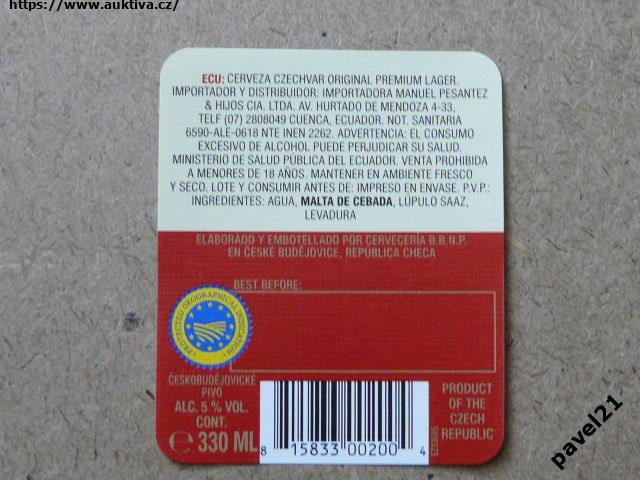 https://www.auktiva.cz/
ECU: CERVEZA CZECHVAR ORIGINAL PREMIUM LAGER.
IMPORTADOR Y DISTRIBUIDOR: IMPORTADORA MANUEL PESANTEZ
& HIJOS CIA. LTDA. AV. HURTADO DE MENDOZA 4-33,
TELF (07) 2808049 CUENCA, ECUADOR. NOT. SANITARIA
6590-ALE-0618 NTE INEN 2262. ADVERTENCIA: EL CONSUMO
EXCESIVO DE ALCOHOL PUEDE PERJUDICAR SU SALUD.
MINISTERIO DE SALUD PÚBLICA DEL ECUADOR. VENTA PROHIBIDA
A MENORES DE 18 AÑOS. MANTENER EN AMBIENTE FRESCO
Y SECO. LOTE Y CONSUMIR ANTES DE: IMPRESO EN ENVASE. P.V.P.:
INGREDIENTES: AGUA, MALTA DE CEBADA, LÚPULO SAAZ,
LEVADURA
ELABORADO Y EMBOTELLADO POR CERVECERÍA B.B.N.P.
EN ČESKÉ BUDĚJOVICE, REPÚBLICA CHECA
BEST BEFORE:
PROTECTED GEOGRAPHICAL INDICATION
ČESKOBUDĚJOVICKÉ
PIVO
ALC. 5 % VOL.
CONT.
℮ 330 ML
8 15833 00200 4
PRODUCT
OF THE
CZECH
REPUBLIC
pavel21